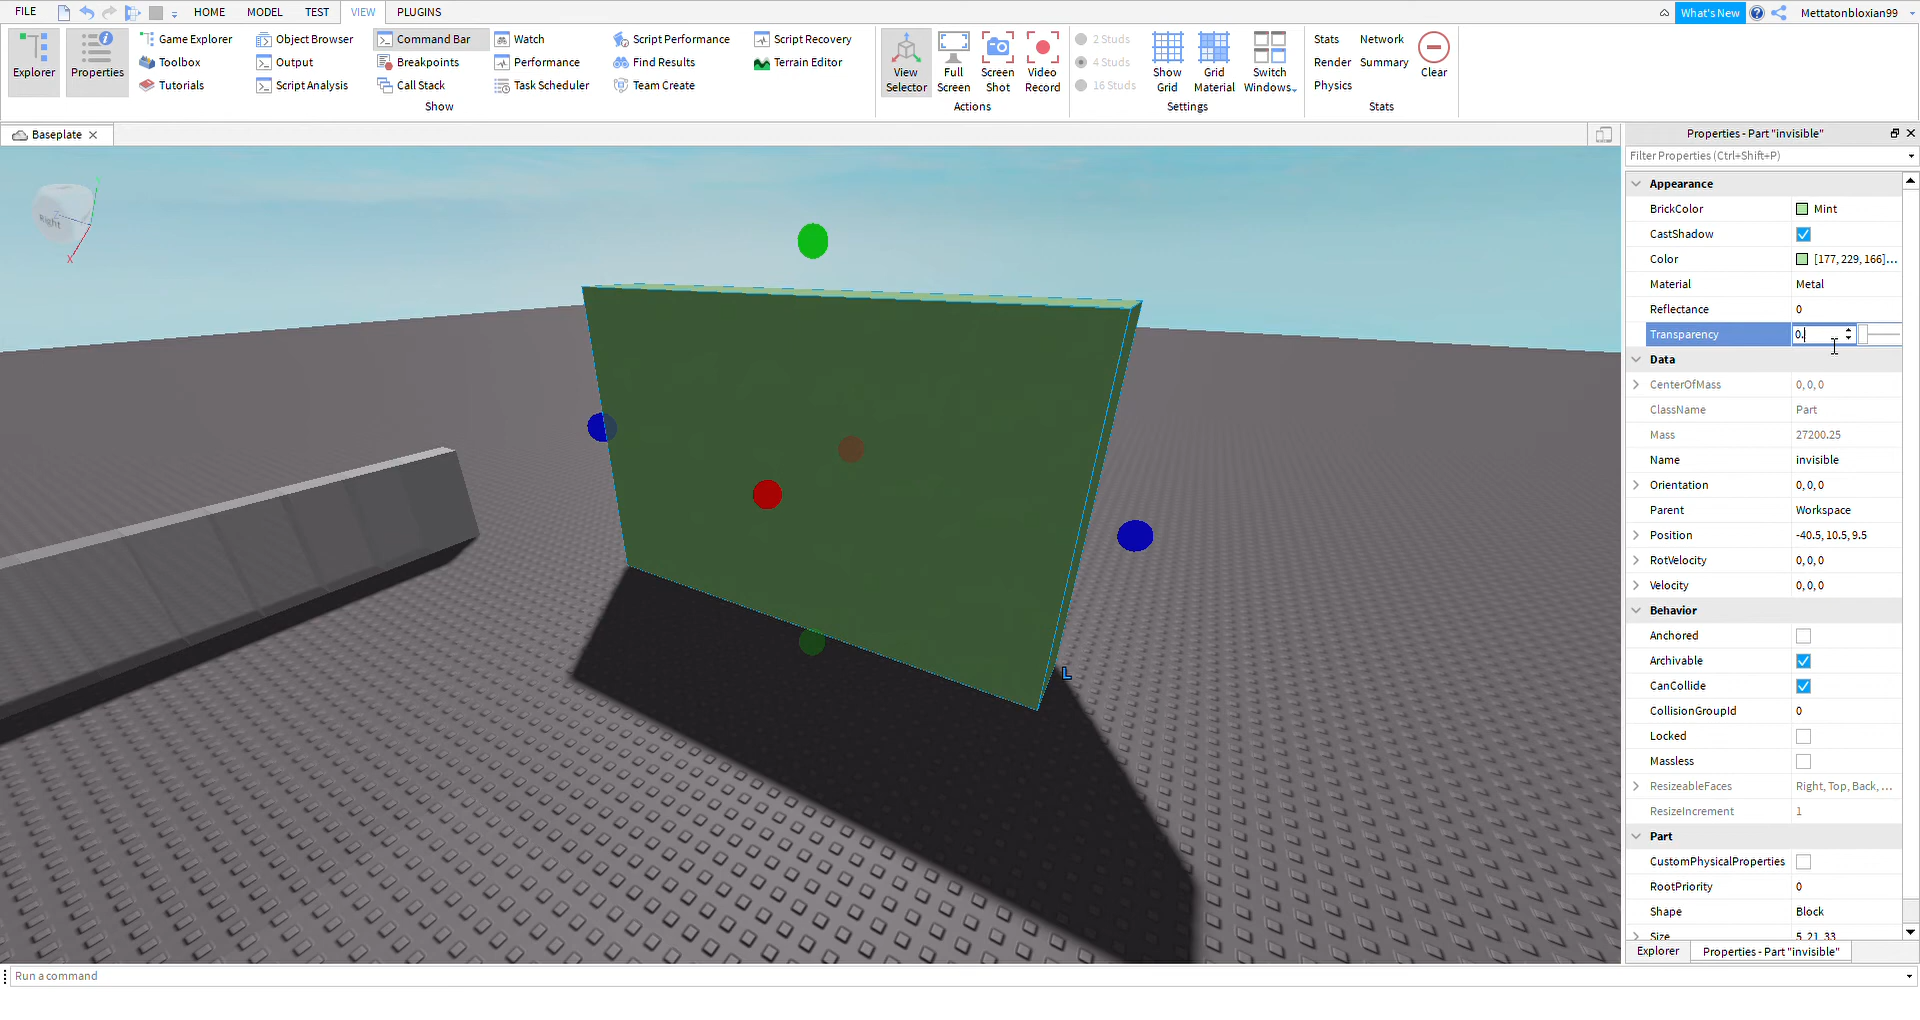 FILE HOME MODEL TEST VIEW PLUGINS What's New Mettatonbloxian99
Explorer
Properties
Game Explorer
Toolbox
Tutorials
Object Browser
Output
Script Analysis
Command Bar
Breakpoints
Call Stack
Watch
Performance
Task Scheduler
Script Performance
Find Results
Team Create
Script Recovery
Terrain Editor
Show
View
Selector
Full
Screen
Screen
Shot
Video
Record
Actions
2 Studs
4 Studs
16 Studs
Show
Grid
Grid
Material
Switch
Windows
Settings
Stats
Render
Physics
Network
Summary
Clear
Stats
Baseplate
Right
X
L
Properties - Part "invisible"
Filter Properties (Ctrl+Shift+P)
Appearance
BrickColor Mint
CastShadow
Color [177, 229, 166]...
Material Metal
Reflectance 0
Transparency 0.
Data
CenterOfMass 0, 0, 0
ClassName Part
Mass 27200.25
Name invisible
Orientation 0, 0, 0
Parent Workspace
Position -40.5, 10.5, 9.5
RotVelocity 0, 0, 0
Velocity 0, 0, 0
Behavior
Anchored
Archivable
CanCollide
CollisionGroupId 0
Locked
Massless
ResizeableFaces Right, Top, Back, ...
ResizeIncrement 1
Part
CustomPhysicalProperties
RootPriority 0
Shape Block
Size 5, 21, 33
Explorer Properties - Part "invisible"
Run a command